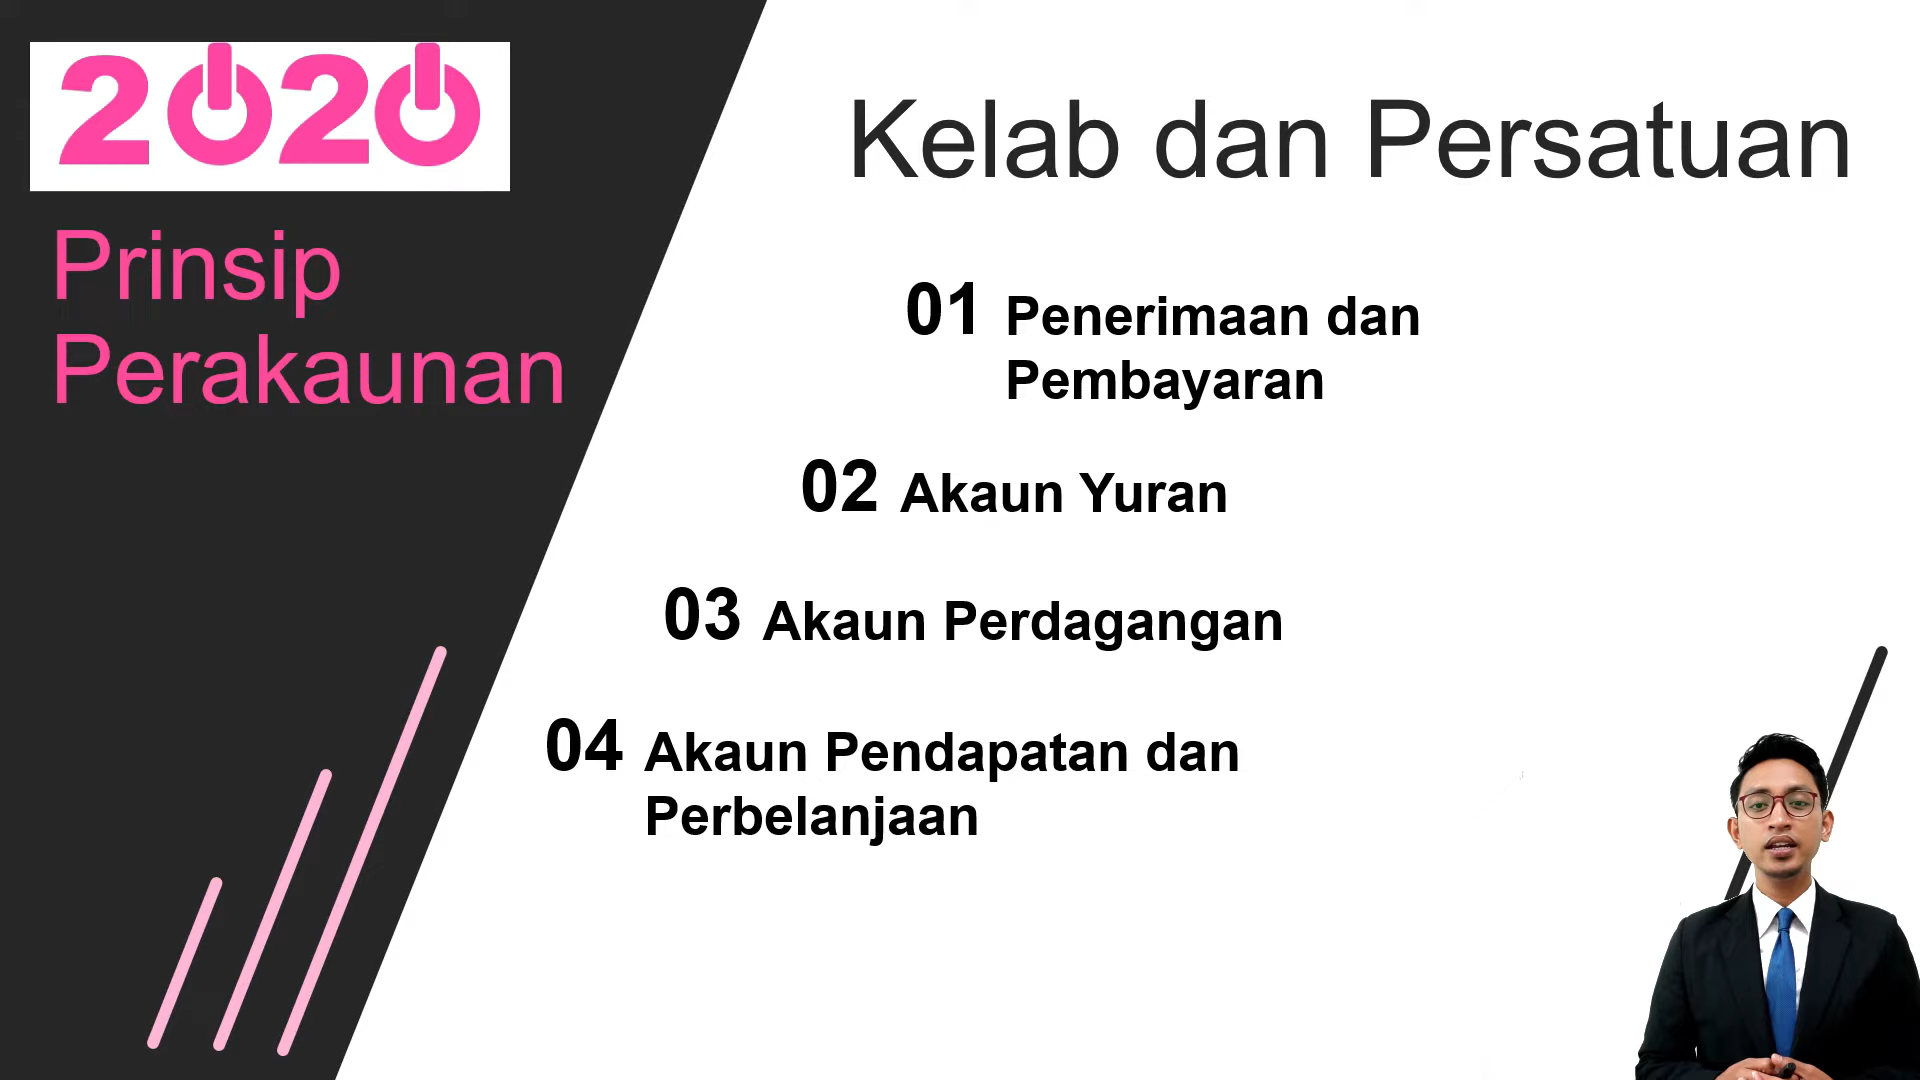 2020
Prinsip
Perakaunan
Kelab dan Persatuan
01 Penerimaan dan
Pembayaran
02 Akaun Yuran
03 Akaun Perdagangan
04 Akaun Pendapatan dan
Perbelanjaan